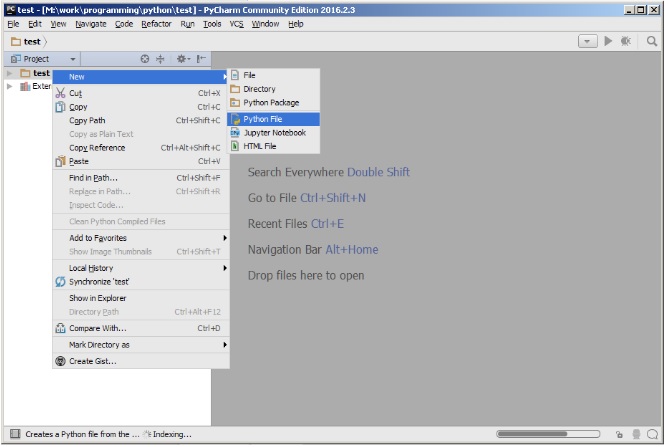 test - [M:\work\programming\python\test] - PyCharm Community Edition 2016.2.3
File Edit View Navigate Code Refactor Run Tools VCS Window Help
test
Project
test
Exter
New
Cut Ctrl+X
Copy Ctrl+C
Copy Path Ctrl+Shift+C
Copy as Plain Text
Copy Reference Ctrl+Alt+Shift+C
Paste Ctrl+V
Find in Path... Ctrl+Shift+F
Replace in Path... Ctrl+Shift+R
Inspect Code...
Clean Python Compiled Files
Add to Favorites
Show Image Thumbnails Ctrl+Shift+T
Local History
Synchronize 'test'
Show in Explorer
Directory Path Ctrl+Alt+F12
Compare With... Ctrl+D
Mark Directory as
Create Gist...
File
Directory
Python Package
Python File
Jupyter Notebook
HTML File
Search Everywhere Double Shift
Go to File Ctrl+Shift+N
Recent Files Ctrl+E
Navigation Bar Alt+Home
Drop files here to open
Creates a Python file from the ... Indexing...